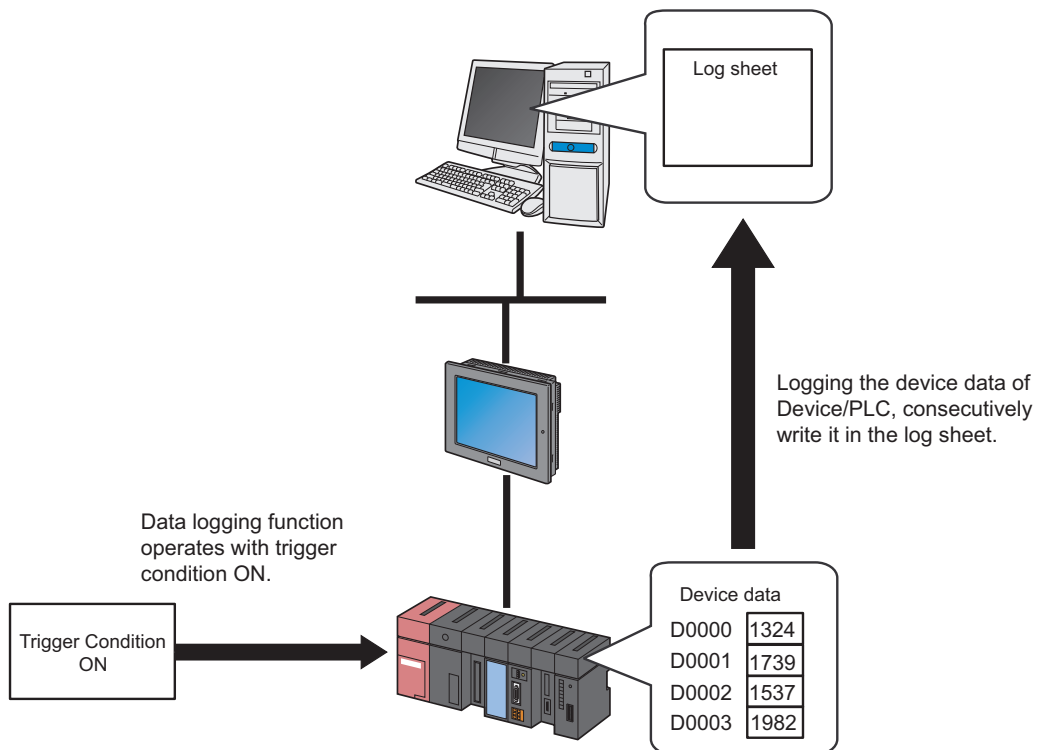 Log sheet
Logging the device data of
Device/PLC, consecutively
write it in the log sheet.
Data logging function
operates with trigger
condition ON.
Trigger Condition
ON
Device data
D0000 1324
D0001 1739
D0002 1537
D0003 1982